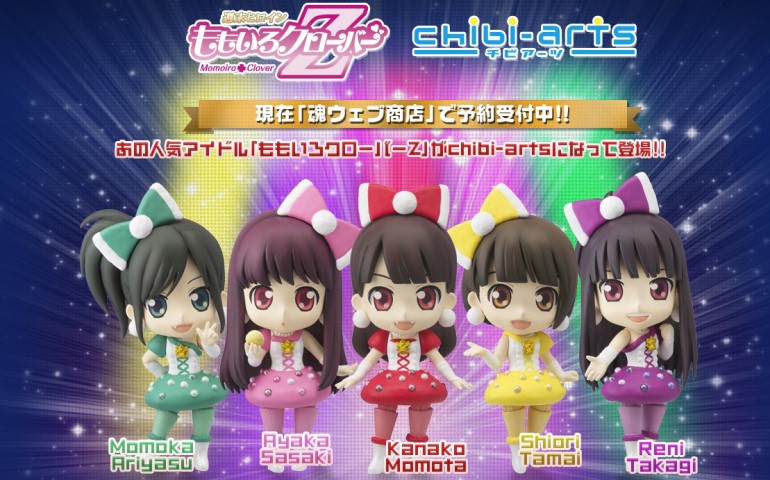 週末ヒロイン
ももいろクローバーZ
Momoiro Clover
chibi-arts
チビアーツ
現在「魂ウェブ商店」で予約受付中!!
あの人気アイドル「ももいろクローバーZ」がchibi-artsになって登場!!
Momoka
Ariyasu
Ayaka
Sasaki
Kanako
Momota
Shiori
Tamai
Reni
Takagi